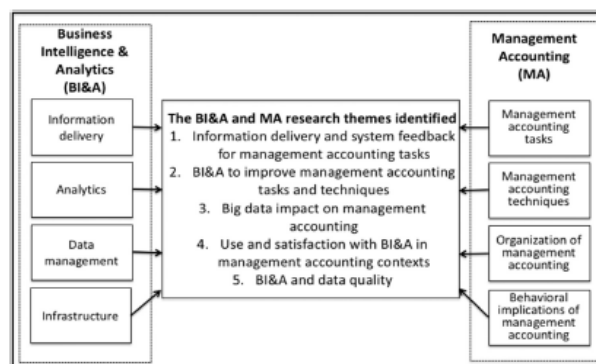 Business
Intelligence &
Analytics
(BI&A)
Information
delivery
Analytics
Data
management
Infrastructure
The BI&A and MA research themes identified
1. Information delivery and system feedback
for management accounting tasks
2. BI&A to improve management accounting
tasks and techniques
3. Big data impact on management
accounting
4. Use and satisfaction with BI&A in
management accounting contexts
5. BI&A and data quality
Management
Accounting
(MA)
Management
accounting
tasks
Management
accounting
techniques
Organization of
management
accounting
Behavioral
implications of
management
accounting